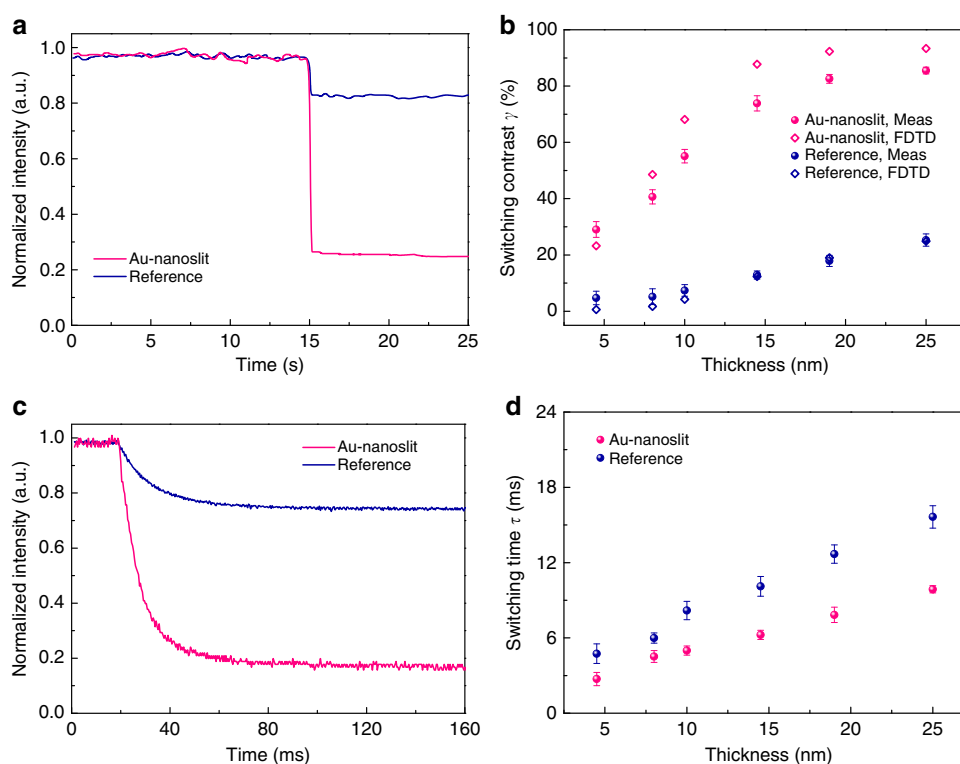 a
Normalized intensity (a.u.)
1.0
0.8
0.6
0.4
0.2
0.0
Au-nanoslit
Reference
0 5 10 15 20 25
Time (s)
b
Switching contrast γ (%)
100
80
60
40
20
0
Au-nanoslit, Meas
Au-nanoslit, FDTD
Reference, Meas
Reference, FDTD
5 10 15 20 25
Thickness (nm)
c
Normalized intensity (a.u.)
1.0
0.8
0.6
0.4
0.2
0.0
Au-nanoslit
Reference
0 40 80 120 160
Time (ms)
d
Switching time τ (ms)
24
18
12
6
0
Au-nanoslit
Reference
5 10 15 20 25
Thickness (nm)